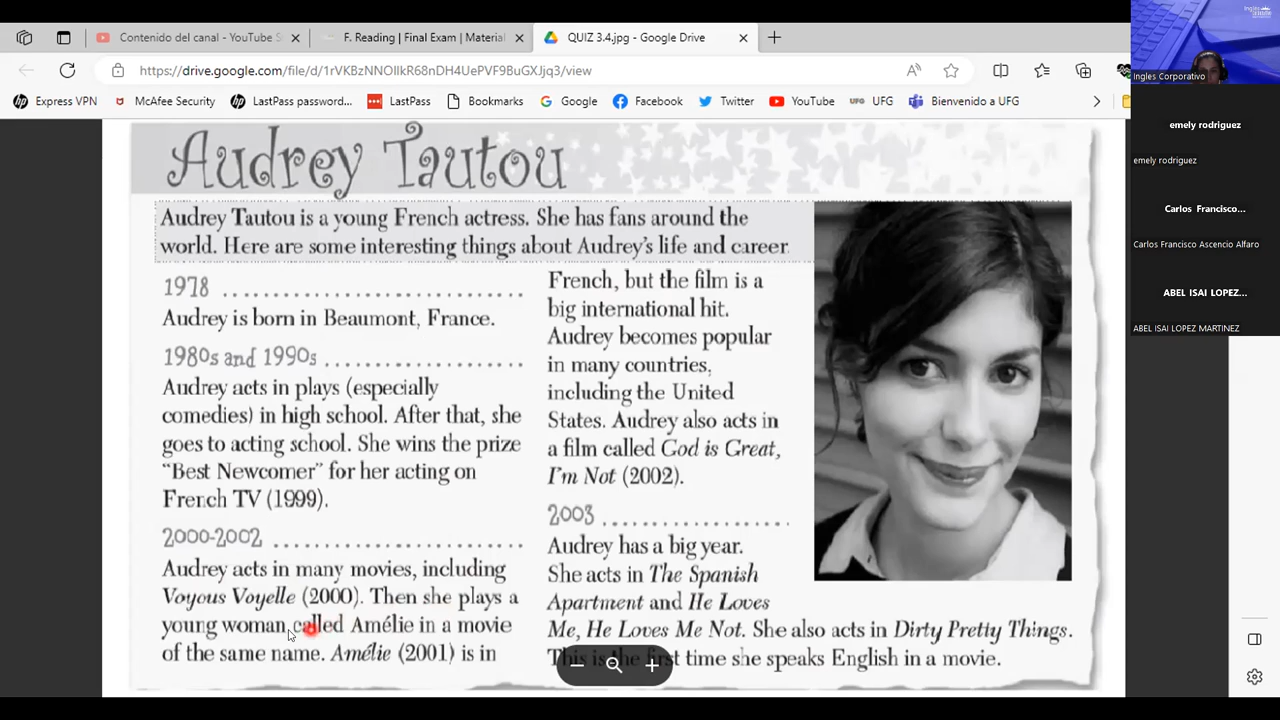 Contenido del canal - YouTube S
F. Reading | Final Exam | Material
QUIZ 3.4.jpg - Google Drive
https://drive.google.com/file/d/1rVKBzNNOIlkR68nDH4UePVF9BuGXJjq3/view
Express VPN
McAfee Security
LastPass password...
LastPass
Bookmarks
Google
Facebook
Twitter
YouTube
UFG
Bienvenido a UFG
Audrey Tautou
Audrey Tautou is a young French actress. She has fans around the
world. Here are some interesting things about Audrey's life and career
1978
Audrey is born in Beaumont, France.
1980s and 1990s
Audrey acts in plays (especially
comedies) in high school. After that, she
goes to acting school. She wins the prize
"Best Newcomer" for her acting on
French TV (1999).
2000-2002
Audrey acts in many movies, including
Voyous Voyelle (2000). Then she plays a
young woman called Amélie in a movie
of the same name. Amélie (2001) is in
French, but the film is a
big international hit.
Audrey becomes popular
in many countries,
including the United
States. Audrey also acts in
a film called God is Great,
I'm Not (2002).
2003
Audrey has a big year.
She acts in The Spanish
Apartment and He Loves
Me, He Loves Me Not. She also acts in Dirty Pretty Things.
This is the first time she speaks English in a movie.
Ingles Corporativo
emely rodriguez
emely rodriguez
Carlos Francisco...
Carlos Francisco Ascencio Alfaro
ABEL ISAI LOPEZ...
ABEL ISAI LOPEZ MARTINEZ